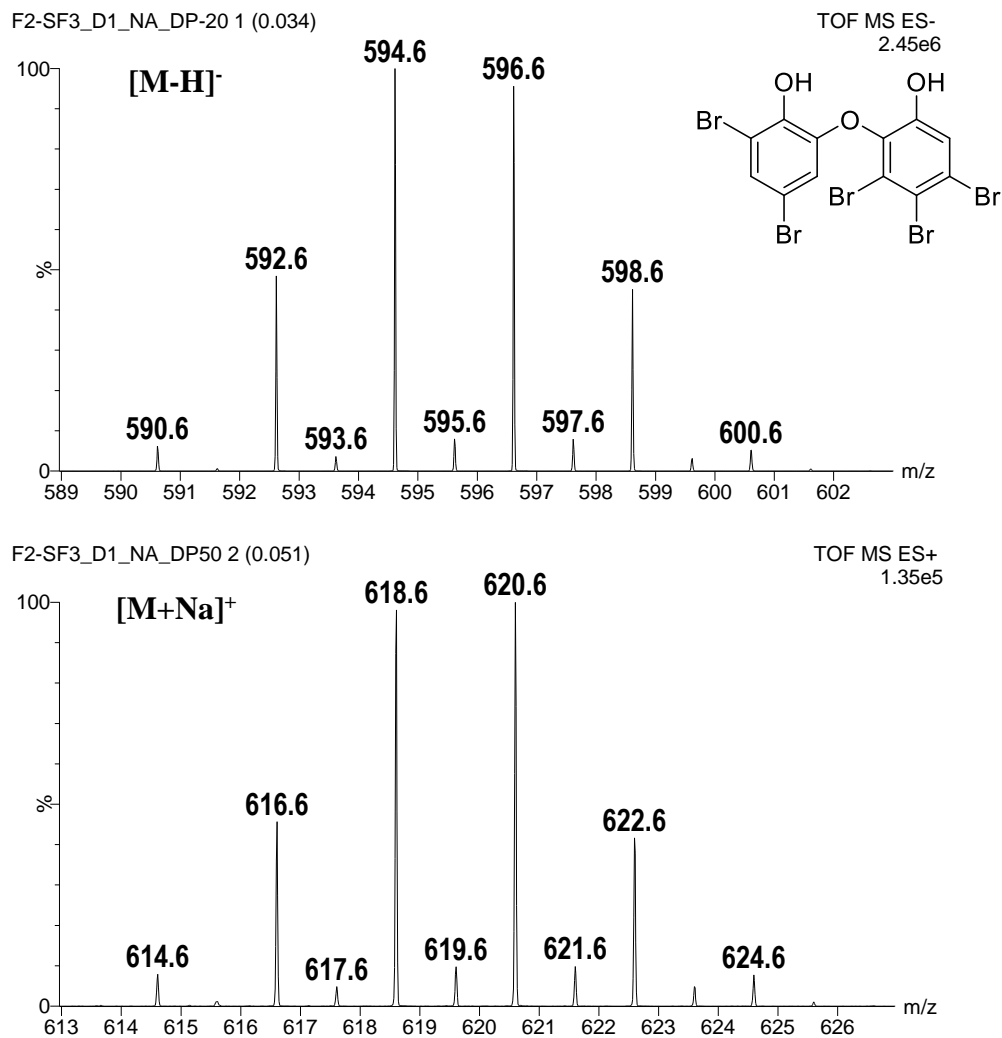 F2-SF3_D1_NA_DP-20 1 (0.034)
TOF MS ES-
2.45e6
[M-H]-
100
%
0
594.6
596.6
592.6
598.6
590.6
593.6
595.6
597.6
600.6
OH
OH
Br
O
Br
Br
Br
Br
589 590 591 592 593 594 595 596 597 598 599 600 601 602 m/z
F2-SF3_D1_NA_DP50 2 (0.051)
TOF MS ES+
1.35e5
[M+Na]+
100
%
0
618.6
620.6
616.6
622.6
614.6
617.6
619.6
621.6
624.6
613 614 615 616 617 618 619 620 621 622 623 624 625 626 m/z